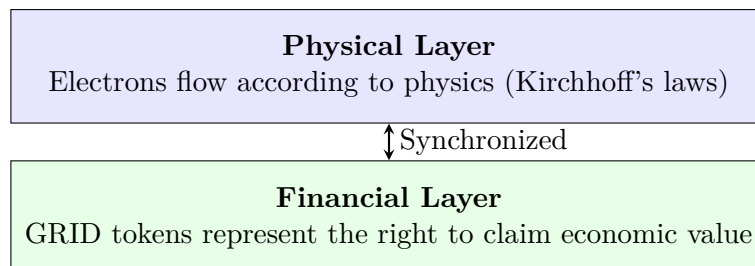 Physical Layer
Electrons flow according to physics (Kirchhoff's laws)
Synchronized
Financial Layer
GRID tokens represent the right to claim economic value